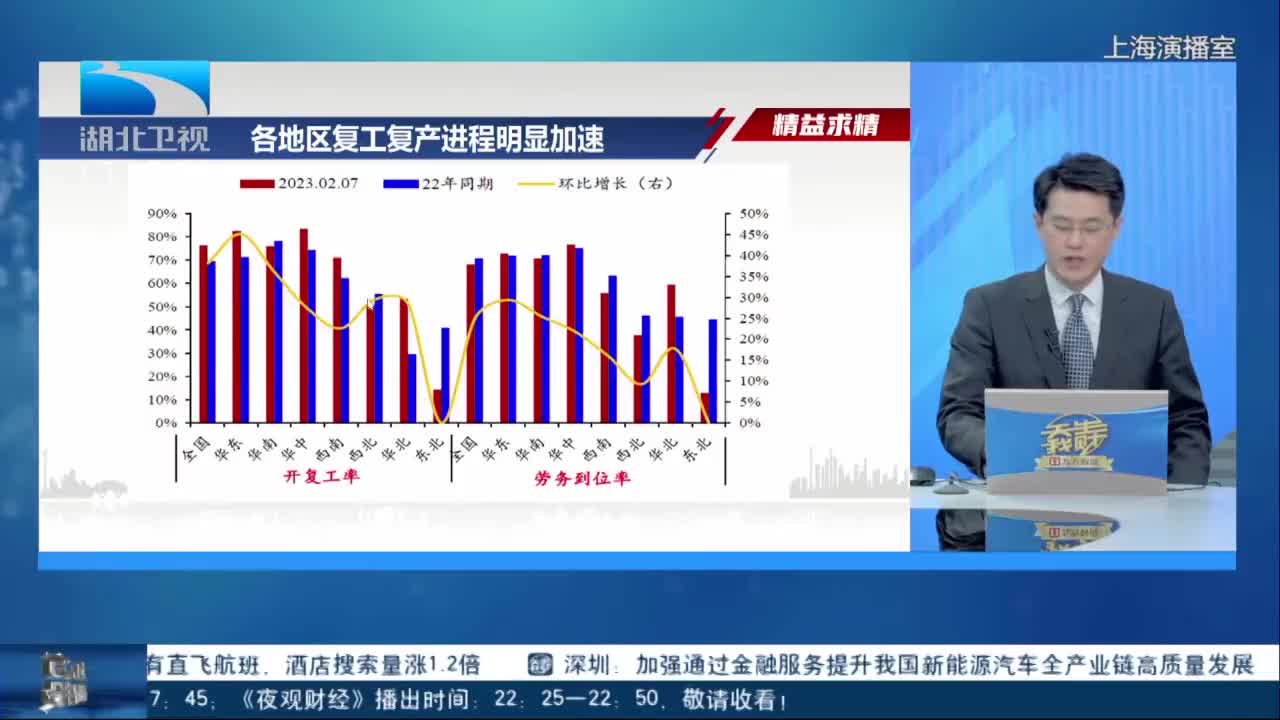 上海演播室
湖北卫视
各地区复工复产进程明显加速
精益求精
2023.02.07 22年同期 环比增长（右）
90% 80% 70% 60% 50% 40% 30% 20% 10% 0%
50% 45% 40% 35% 30% 25% 20% 15% 10% 5% 0%
全国 华东 华南 华中 西南 西北 华北 东北 全国 华东 华南 华中 西南 西北 华北 东北
开复工率 劳务到位率
天生我财
有直飞航班，酒店搜索量涨1.2倍 深圳：加强通过金融服务提升我国新能源汽车全产业链高质量发展
7：45；《夜观财经》播出时间：22：25—22：50，敬请收看！